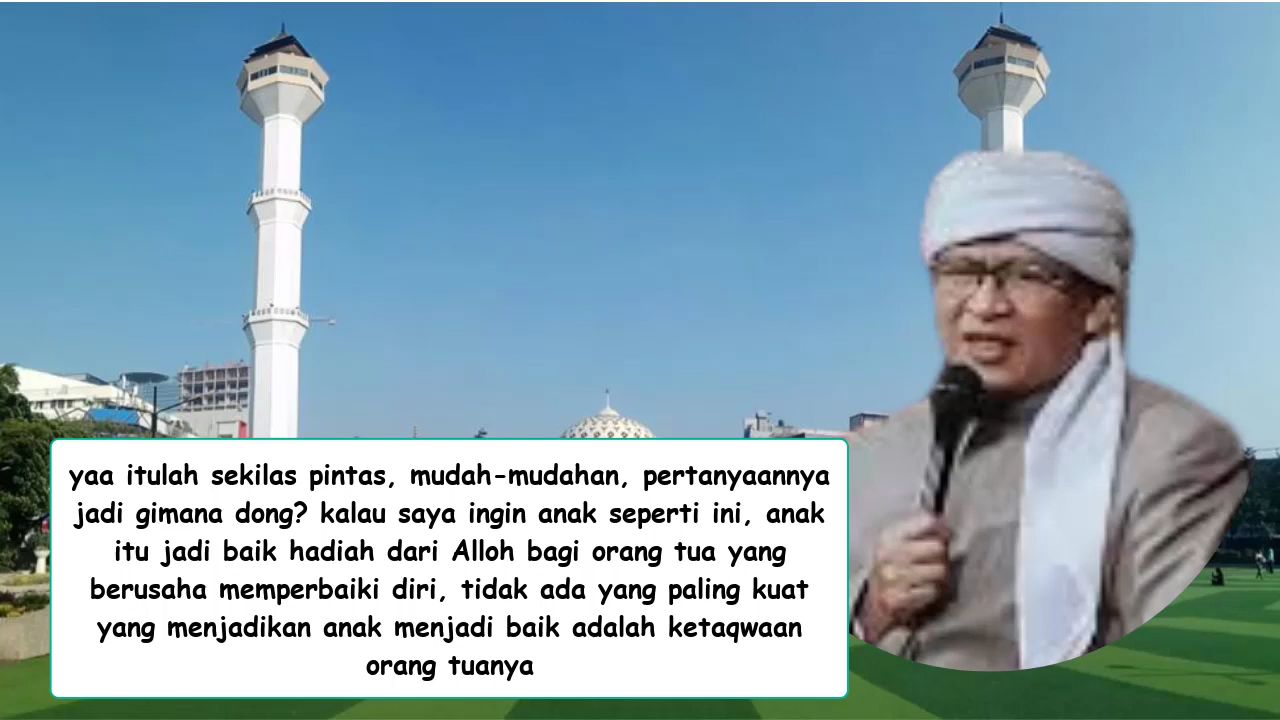 yaa itulah sekilas pintas, mudah-mudahan, pertanyaannya
jadi gimana dong? kalau saya ingin anak seperti ini, anak
itu jadi baik hadiah dari Alloh bagi orang tua yang
berusaha memperbaiki diri, tidak ada yang paling kuat
yang menjadikan anak menjadi baik adalah ketaqwaan
orang tuanya